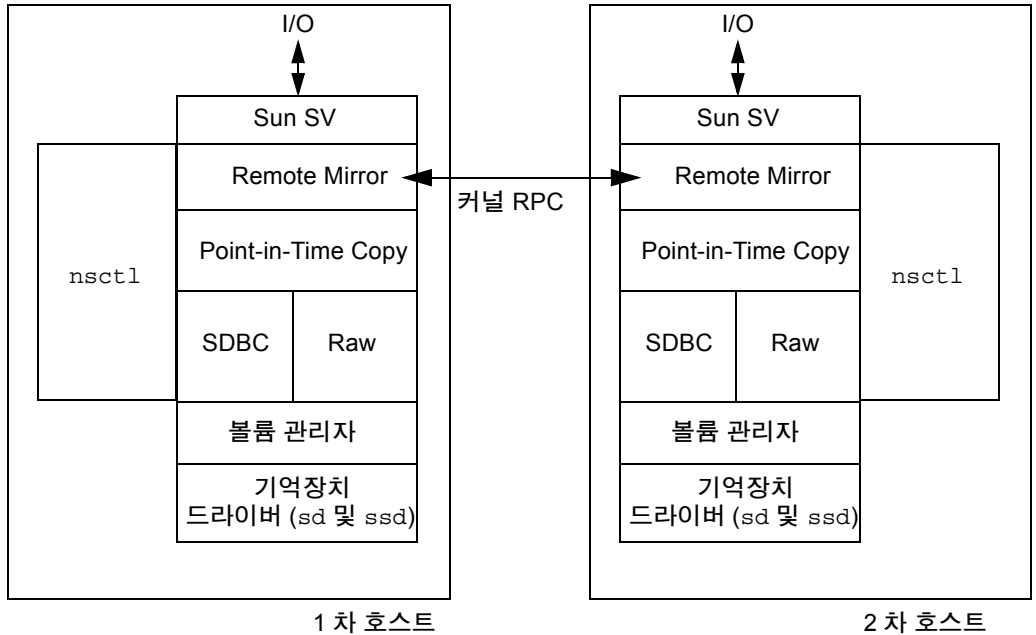 I/O
Sun SV
Remote Mirror
Point-in-Time Copy
nsctl
SDBC
Raw
볼륨 관리자
기억장치
드라이버 (sd 및 ssd)
1 차 호스트
커널 RPC
I/O
Sun SV
Remote Mirror
Point-in-Time Copy
nsctl
SDBC
Raw
볼륨 관리자
기억장치
드라이버 (sd 및 ssd)
2 차 호스트